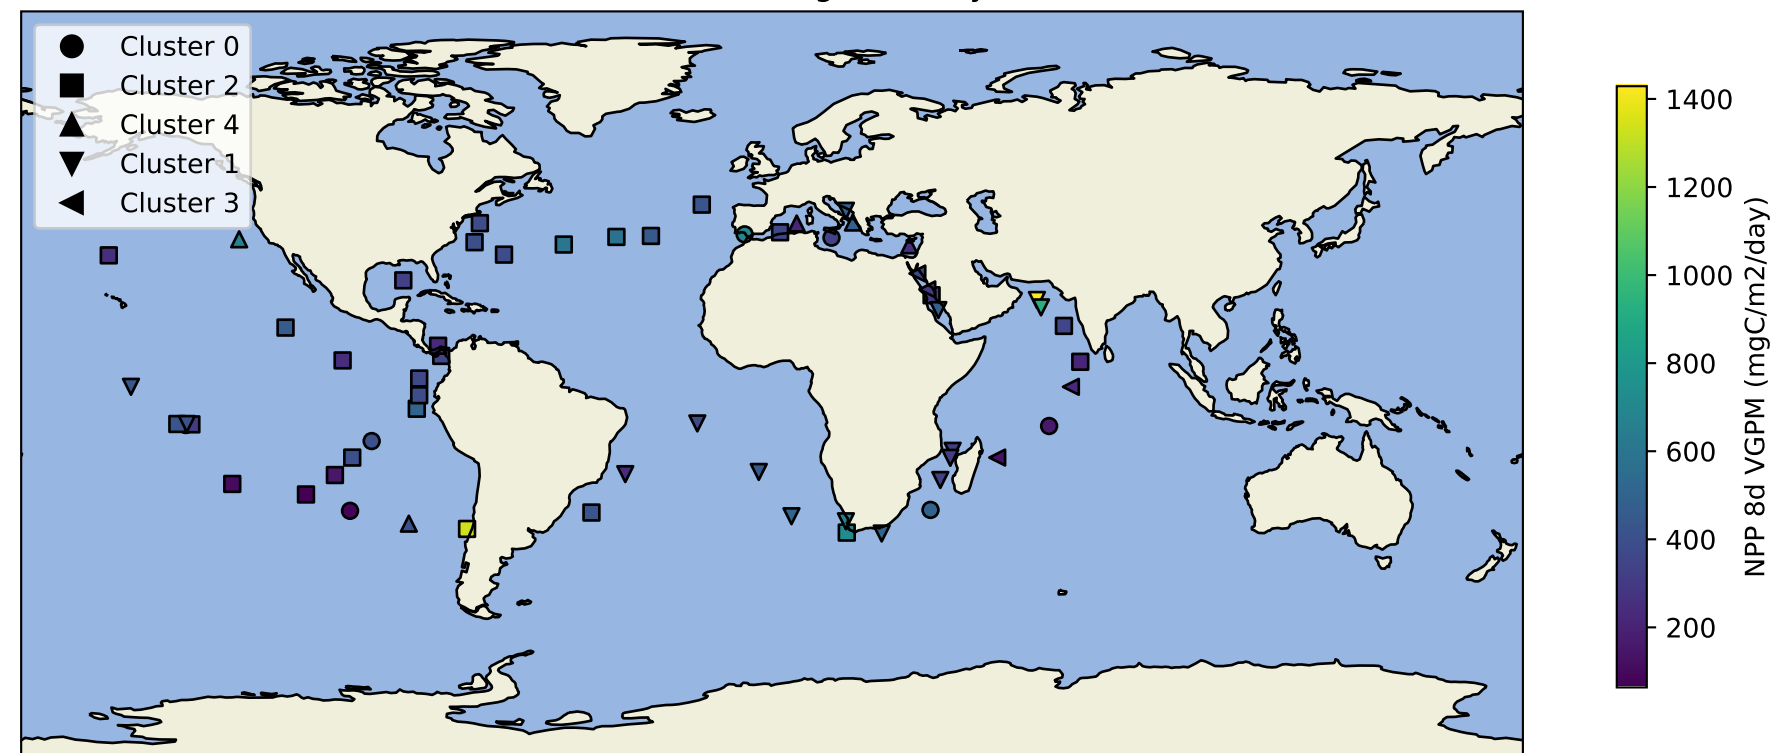 Cluster 0
Cluster 2
Cluster 4
Cluster 1
Cluster 3
1400
1200
1000
800
600
400
200
NPP 8d VGPM (mgC/m2/day)